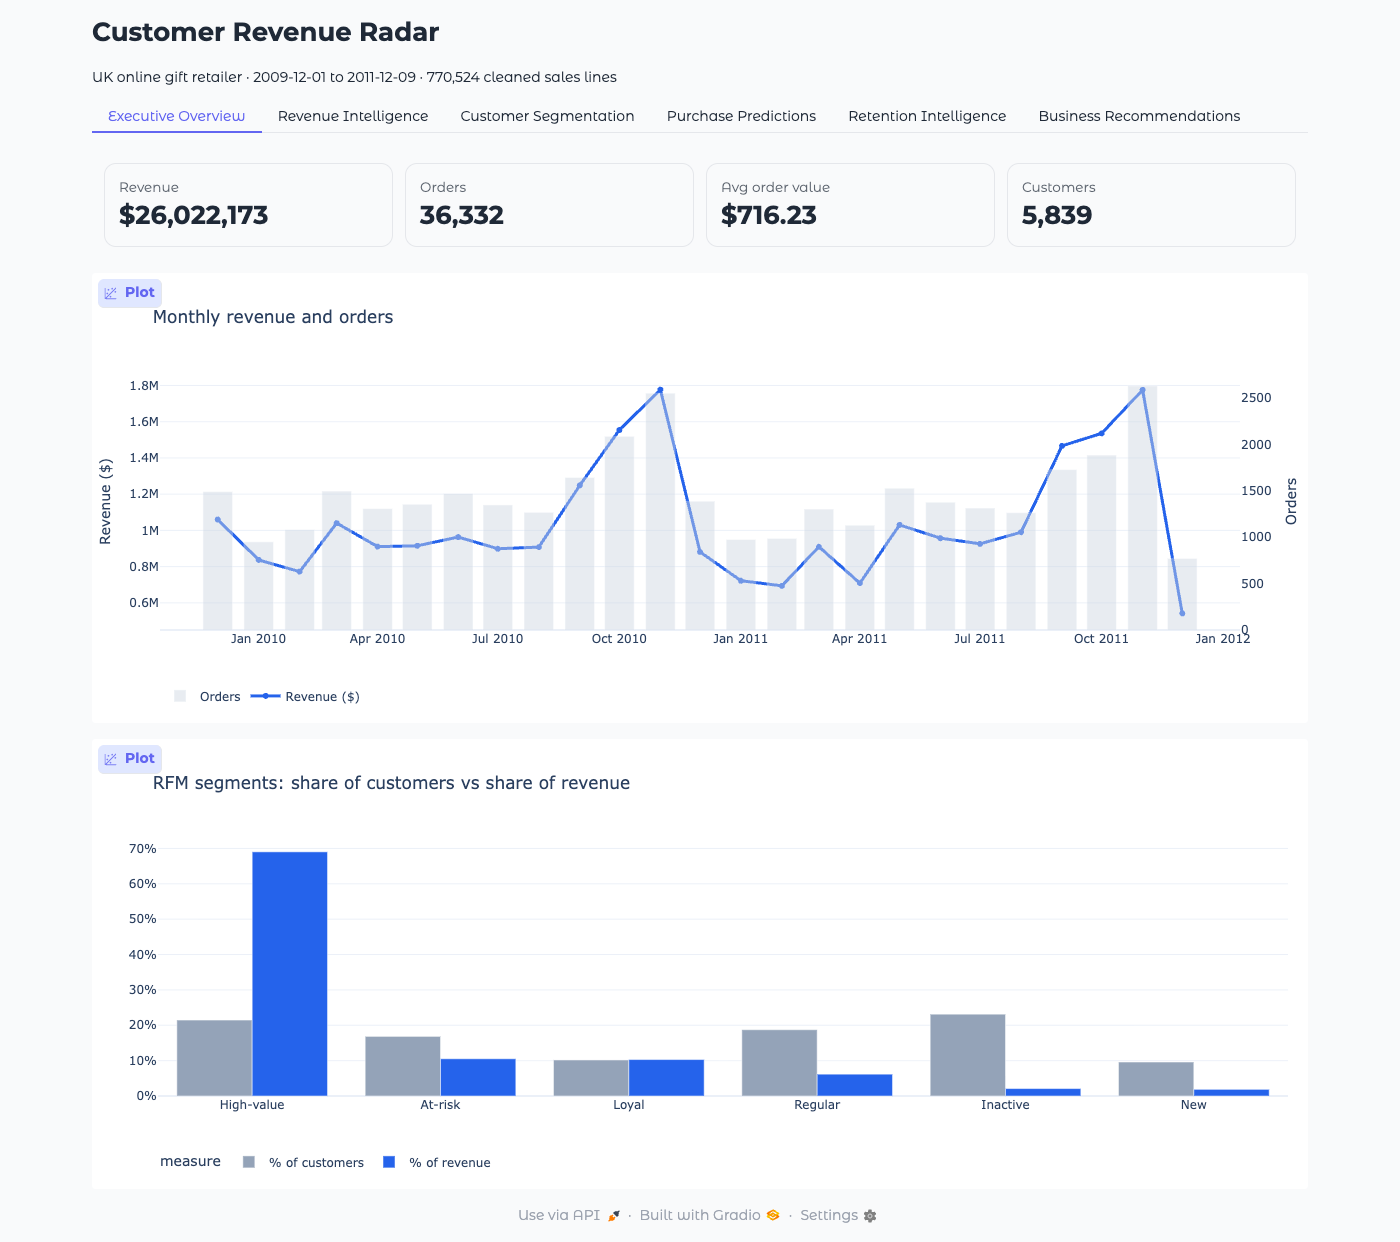 Customer Revenue Radar
UK online gift retailer · 2009-12-01 to 2011-12-09 · 770,524 cleaned sales lines
Executive Overview Revenue Intelligence Customer Segmentation Purchase Predictions Retention Intelligence Business Recommendations
Revenue
$26,022,173
Orders
36,332
Avg order value
$716.23
Customers
5,839
Plot
Monthly revenue and orders
1.8M
1.6M
1.4M
1.2M
1M
0.8M
0.6M
Revenue ($)
2500
2000
1500
1000
500
0
Orders
Jan 2010 Apr 2010 Jul 2010 Oct 2010 Jan 2011 Apr 2011 Jul 2011 Oct 2011 Jan 2012
Orders Revenue ($)
Plot
RFM segments: share of customers vs share of revenue
70%
60%
50%
40%
30%
20%
10%
0%
High-value At-risk Loyal Regular Inactive New
measure % of customers % of revenue
Use via API · Built with Gradio · Settings